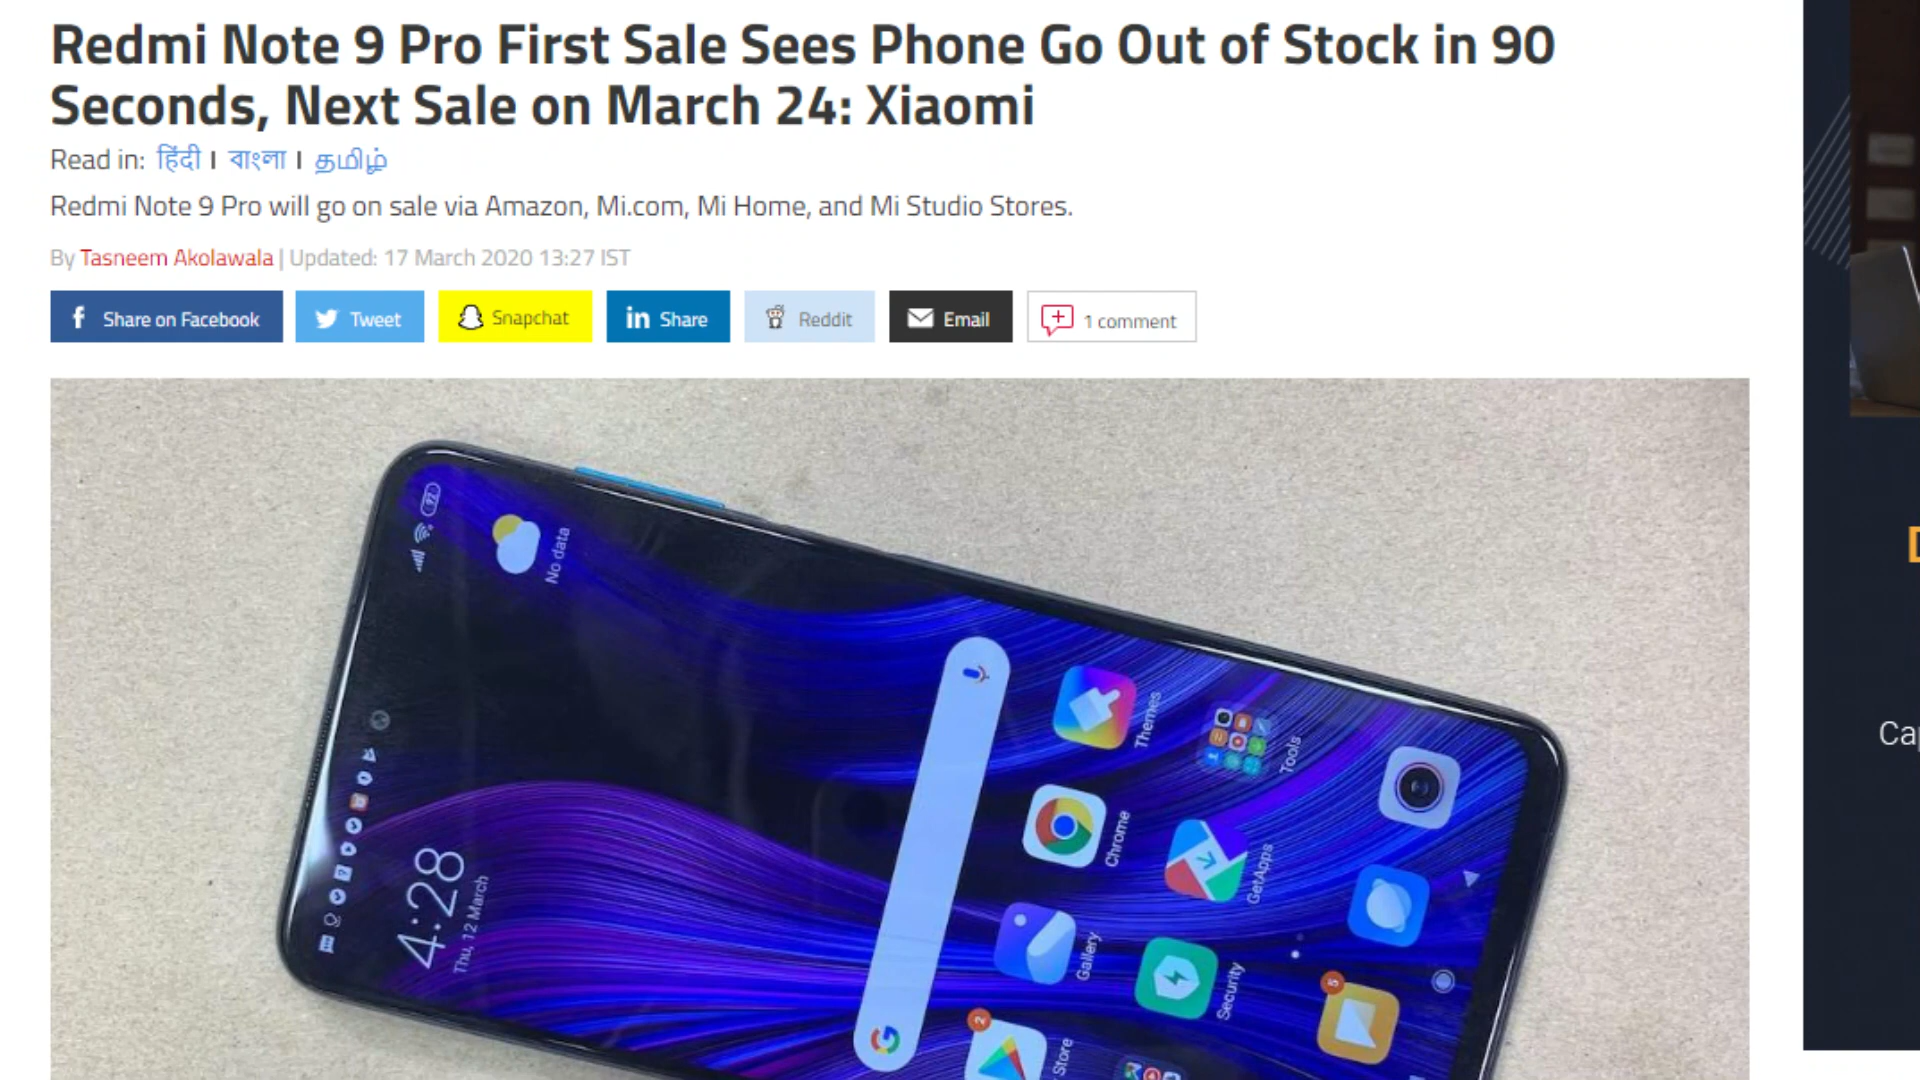 Redmi Note 9 Pro First Sale Sees Phone Go Out of Stock in 90
Seconds, Next Sale on March 24: Xiaomi
Read in: हिंदी | বাংলা | தமிழ்
Redmi Note 9 Pro will go on sale via Amazon, Mi.com, Mi Home, and Mi Studio Stores.
By Tasneem Akolawala | Updated: 17 March 2020 13:27 IST
Share on Facebook
Tweet
Snapchat
in Share
Reddit
Email
1 comment
No data
4:28
Thu, 12 March
Themes
Tools
Chrome
GetApps
Gallery
Security
Store
2
5